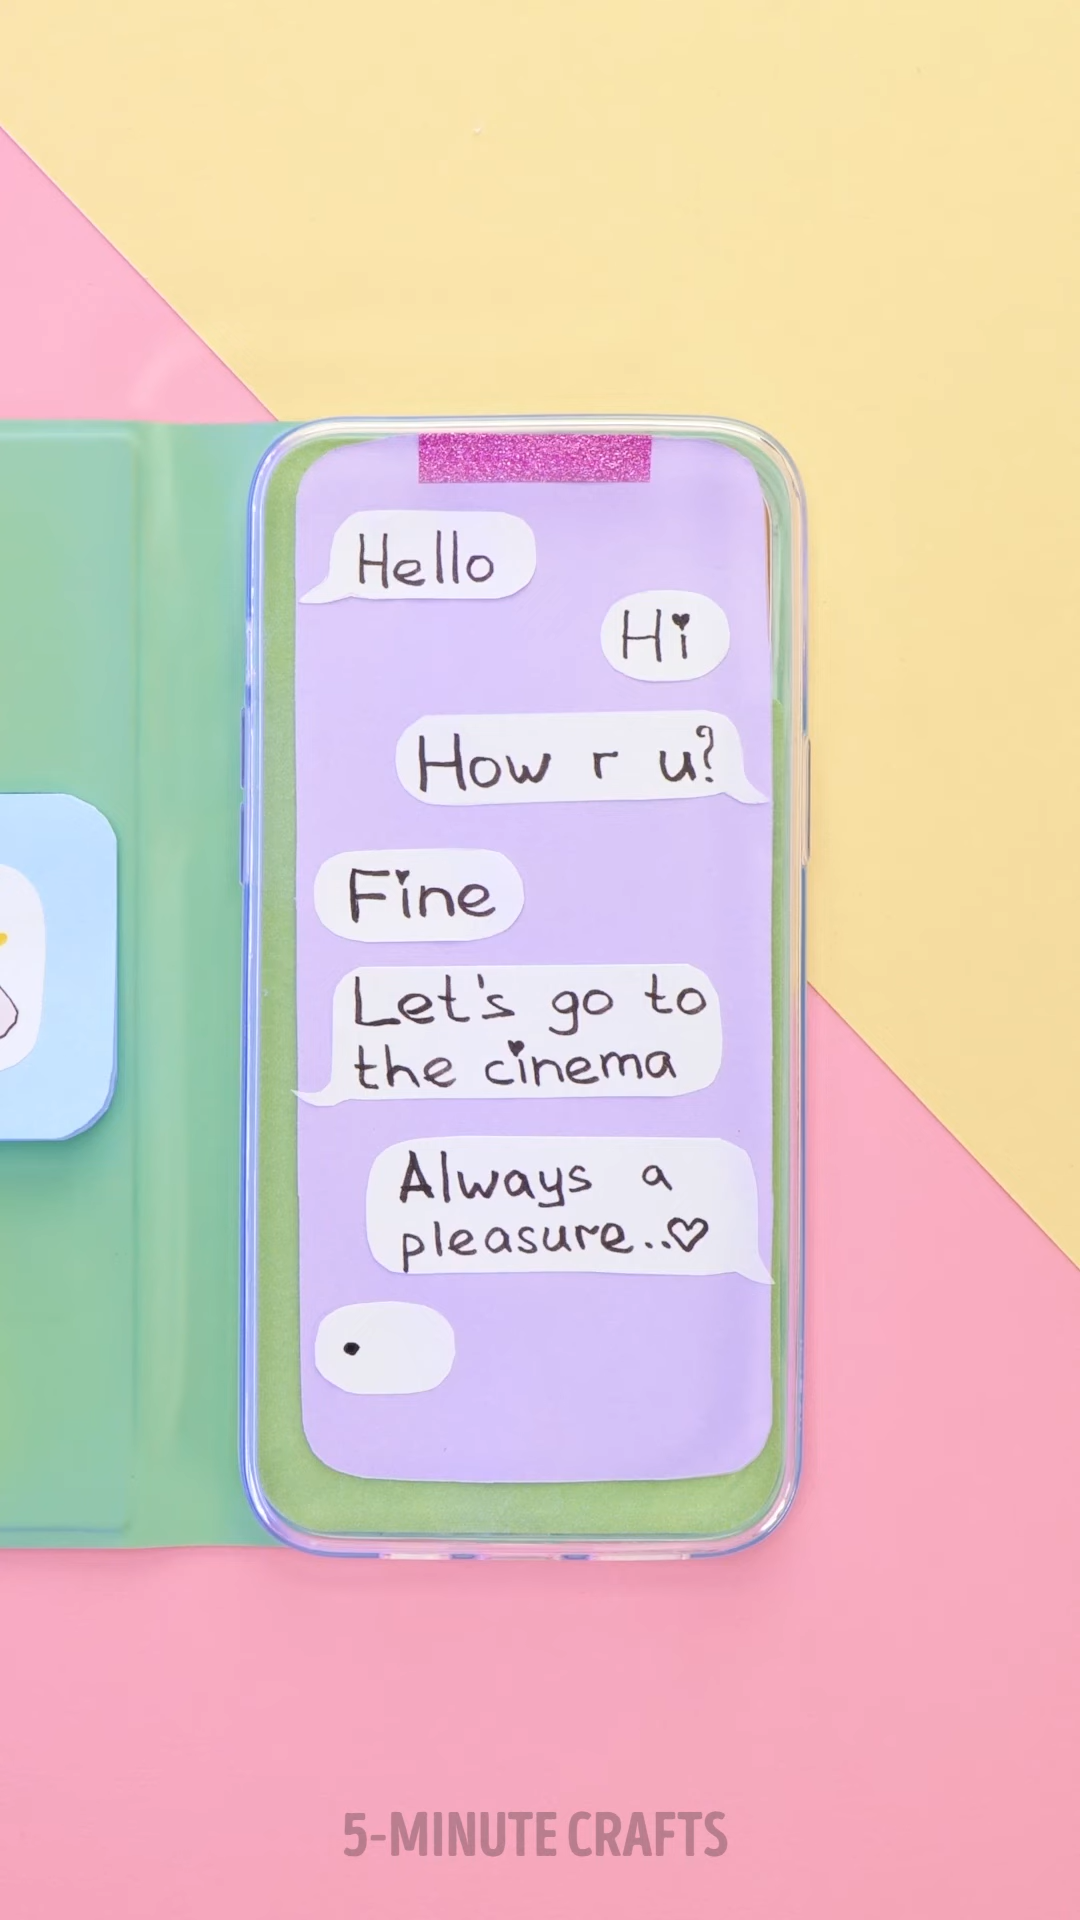 Hello
Hi
How r u?
Fine
Let's go to
the cinema
Always a
pleasure..♡
.
5-MINUTE CRAFTS